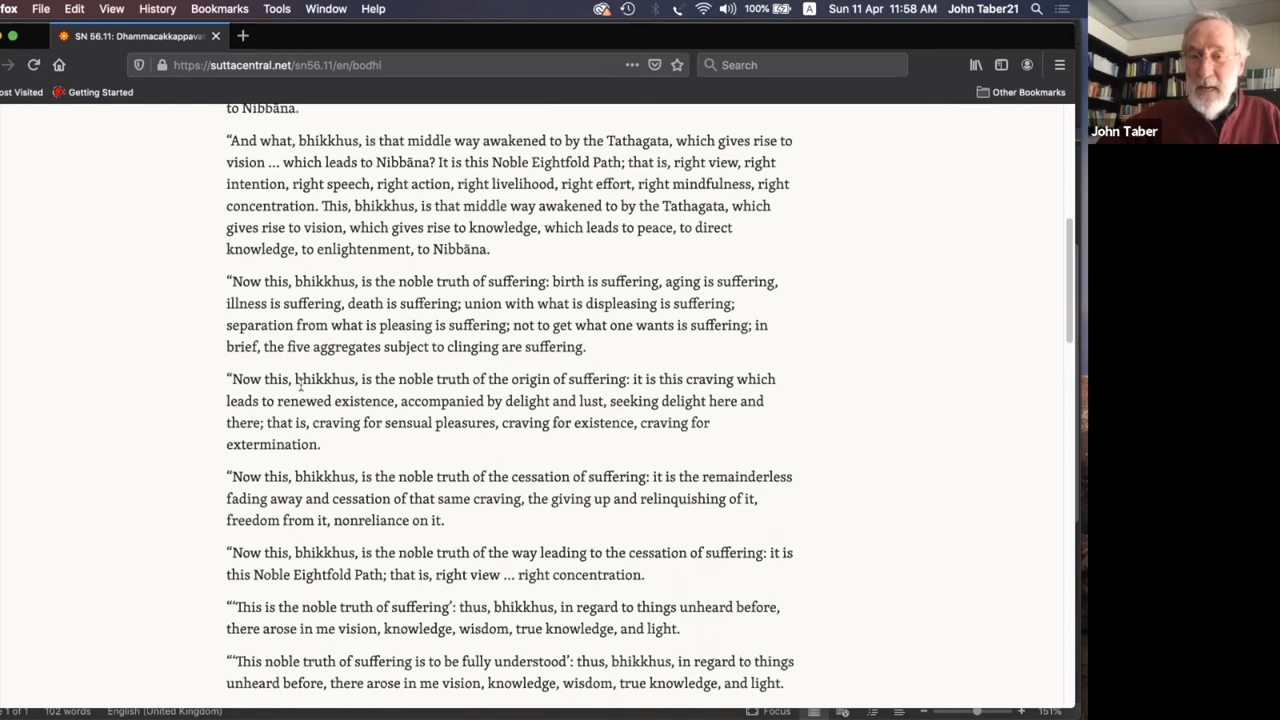 fox File Edit View History Bookmarks Tools Window Help 100% A Sun 11 Apr 11:58 AM John Taber21
SN 56.11: Dhammacakkappavat
https://suttacentral.net/sn56.11/en/bodhi Search
ost Visited Getting Started Other Bookmarks
John Taber
to Nibbāna.
“And what, bhikkhus, is that middle way awakened to by the Tathagata, which gives rise to
vision … which leads to Nibbāna? It is this Noble Eightfold Path; that is, right view, right
intention, right speech, right action, right livelihood, right effort, right mindfulness, right
concentration. This, bhikkhus, is that middle way awakened to by the Tathagata, which
gives rise to vision, which gives rise to knowledge, which leads to peace, to direct
knowledge, to enlightenment, to Nibbāna.
“Now this, bhikkhus, is the noble truth of suffering: birth is suffering, aging is suffering,
illness is suffering, death is suffering; union with what is displeasing is suffering;
separation from what is pleasing is suffering; not to get what one wants is suffering; in
brief, the five aggregates subject to clinging are suffering.
“Now this, bhikkhus, is the noble truth of the origin of suffering: it is this craving which
leads to renewed existence, accompanied by delight and lust, seeking delight here and
there; that is, craving for sensual pleasures, craving for existence, craving for
extermination.
“Now this, bhikkhus, is the noble truth of the cessation of suffering: it is the remainderless
fading away and cessation of that same craving, the giving up and relinquishing of it,
freedom from it, nonreliance on it.
“Now this, bhikkhus, is the noble truth of the way leading to the cessation of suffering: it is
this Noble Eightfold Path; that is, right view … right concentration.
“‘This is the noble truth of suffering’: thus, bhikkhus, in regard to things unheard before,
there arose in me vision, knowledge, wisdom, true knowledge, and light.
“‘This noble truth of suffering is to be fully understood’: thus, bhikkhus, in regard to things
unheard before, there arose in me vision, knowledge, wisdom, true knowledge, and light.
e 1 of 1 102 words English (United Kingdom) Focus 151%